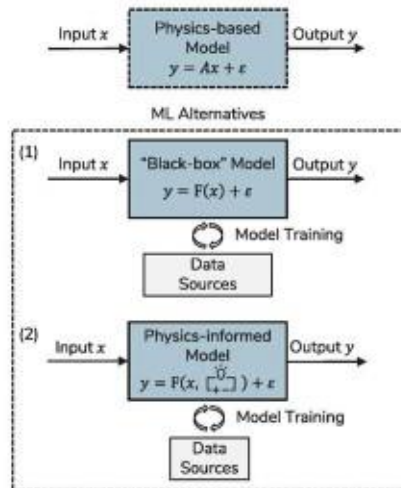 Input x
Physics-based
Model
y = Ax + ε
Output y
ML Alternatives
(1)
Input x
"Black-box" Model
y = F(x) + ε
Output y
Model Training
Data
Sources
(2)
Input x
Physics-informed
Model
y = F(x, ) + ε
Output y
Model Training
Data
Sources